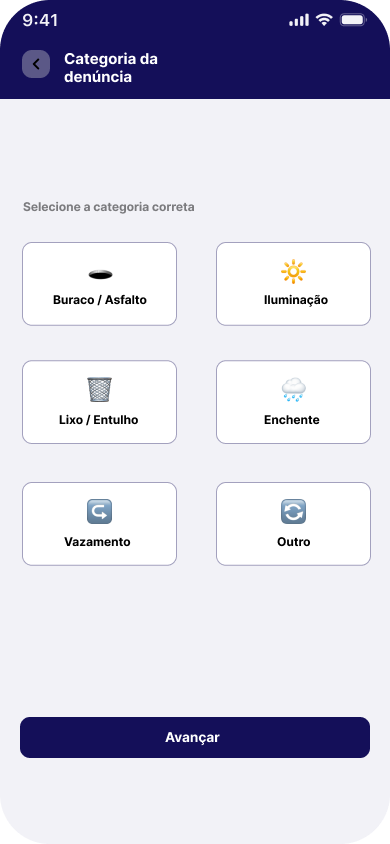 9:41
Categoria da
denúncia
Selecione a categoria correta
Buraco / Asfalto
Iluminação
Lixo / Entulho
Enchente
Vazamento
Outro
Avançar